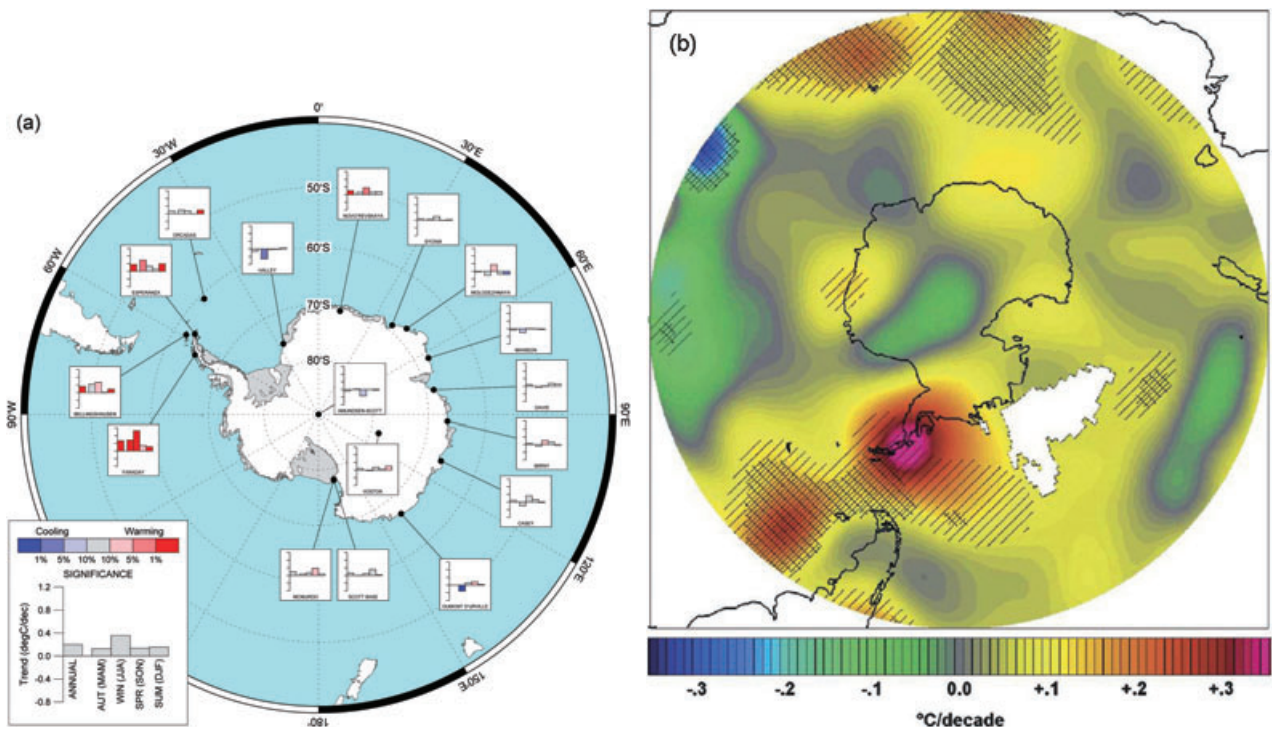 (a)
0°
30°W
30°E
50°S
60°S
70°S
80°S
60°W
60°E
90°W
90°E
120°E
150°E
180°
ORCADAS
NOVOLAZAREVSKAYA
SYOWA
HALLEY
ESPERANZA
MOLODEZHNAYA
MAWSON
DAVIS
MIRNY
CASEY
BELLINGSHAUSEN
FARADAY
AMUNDSEN-SCOTT
VOSTOK
MCMURDO
SCOTT BASE
DUMONT D'URVILLE
Cooling Warming
1% 5% 10% 10% 5% 1%
SIGNIFICANCE
Trend (degC/dec)
1.2
0.8
0.4
0.0
-0.4
-0.8
ANNUAL
AUT (MAM)
WIN (JJA)
SPR (SON)
SUM (DJF)
(b)
-.3 -.2 -.1 0.0 +.1 +.2 +.3
°C/decade